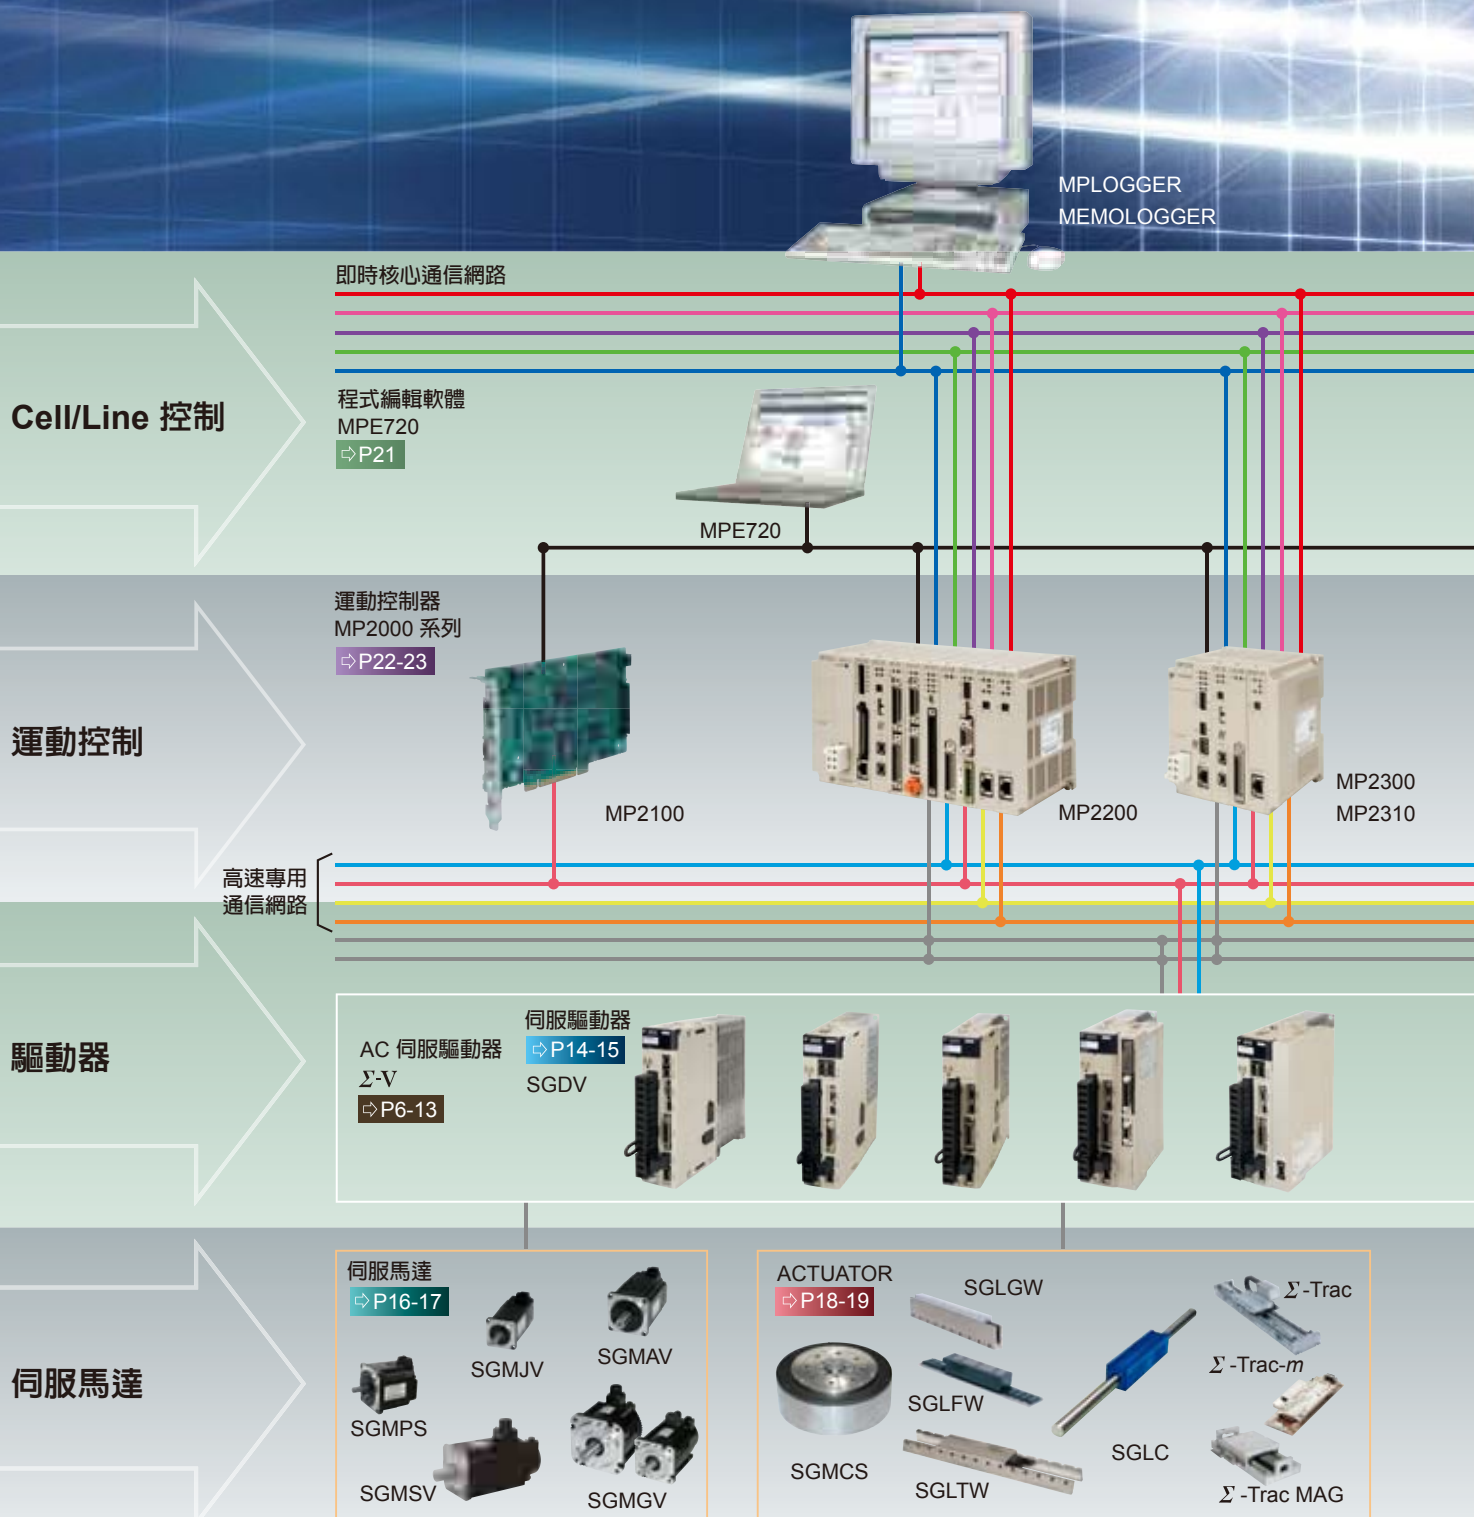 MPLOGGER
MEMOLOGGER
即時核心通信網路
Cell/Line 控制
程式編輯軟體
MPE720
⇨P21
MPE720
運動控制器
MP2000 系列
⇨P22-23
運動控制
MP2100
MP2200
MP2300
MP2310
高速專用
通信網路
驅動器
AC 伺服驅動器
Σ-V
⇨P6-13
伺服驅動器
⇨P14-15
SGDV
伺服馬達
伺服馬達
⇨P16-17
SGMJV
SGMAV
SGMPS
SGMSV
SGMGV
ACTUATOR
⇨P18-19
SGLGW
SGLFW
SGMCS
SGLTW
SGLC
Σ -Trac
Σ -Trac-m
Σ -Trac MAG